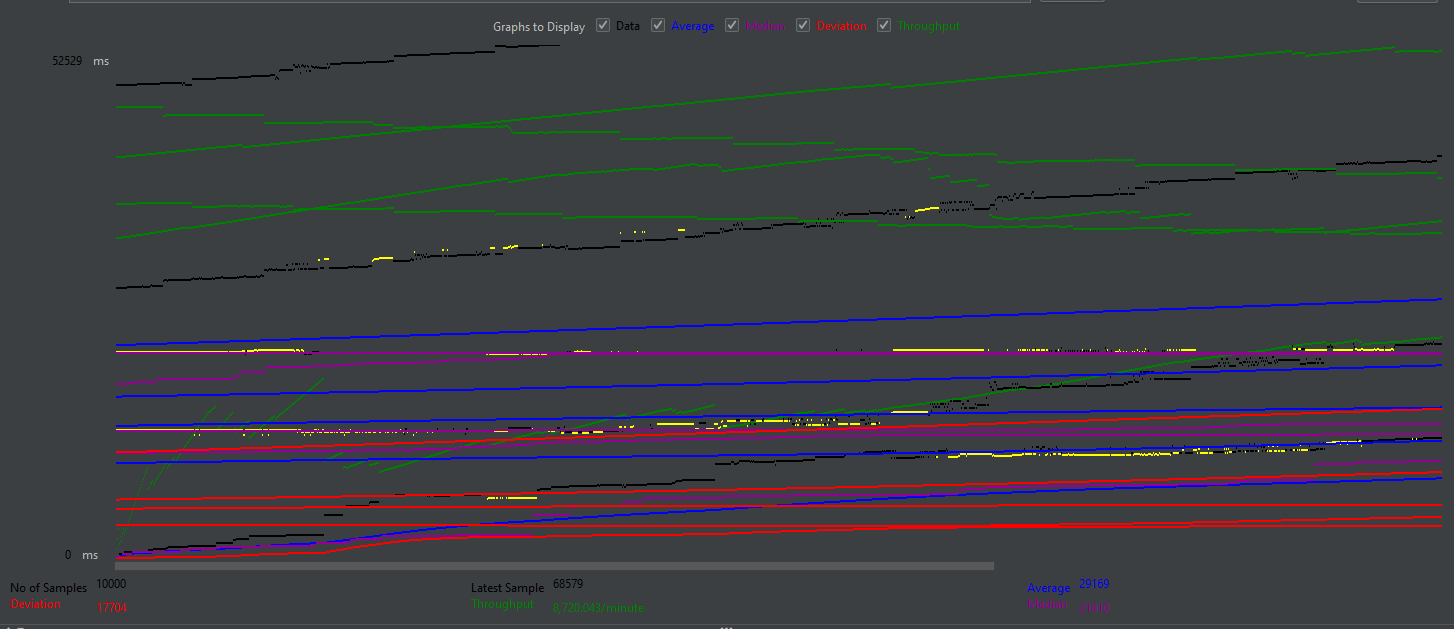 Graphs to Display Data Average Median Deviation Throughput
52529 ms
0 ms
No of Samples 10000 Latest Sample 68579 Average 29169
Deviation 17704 Throughput 8,720.043/minute Median